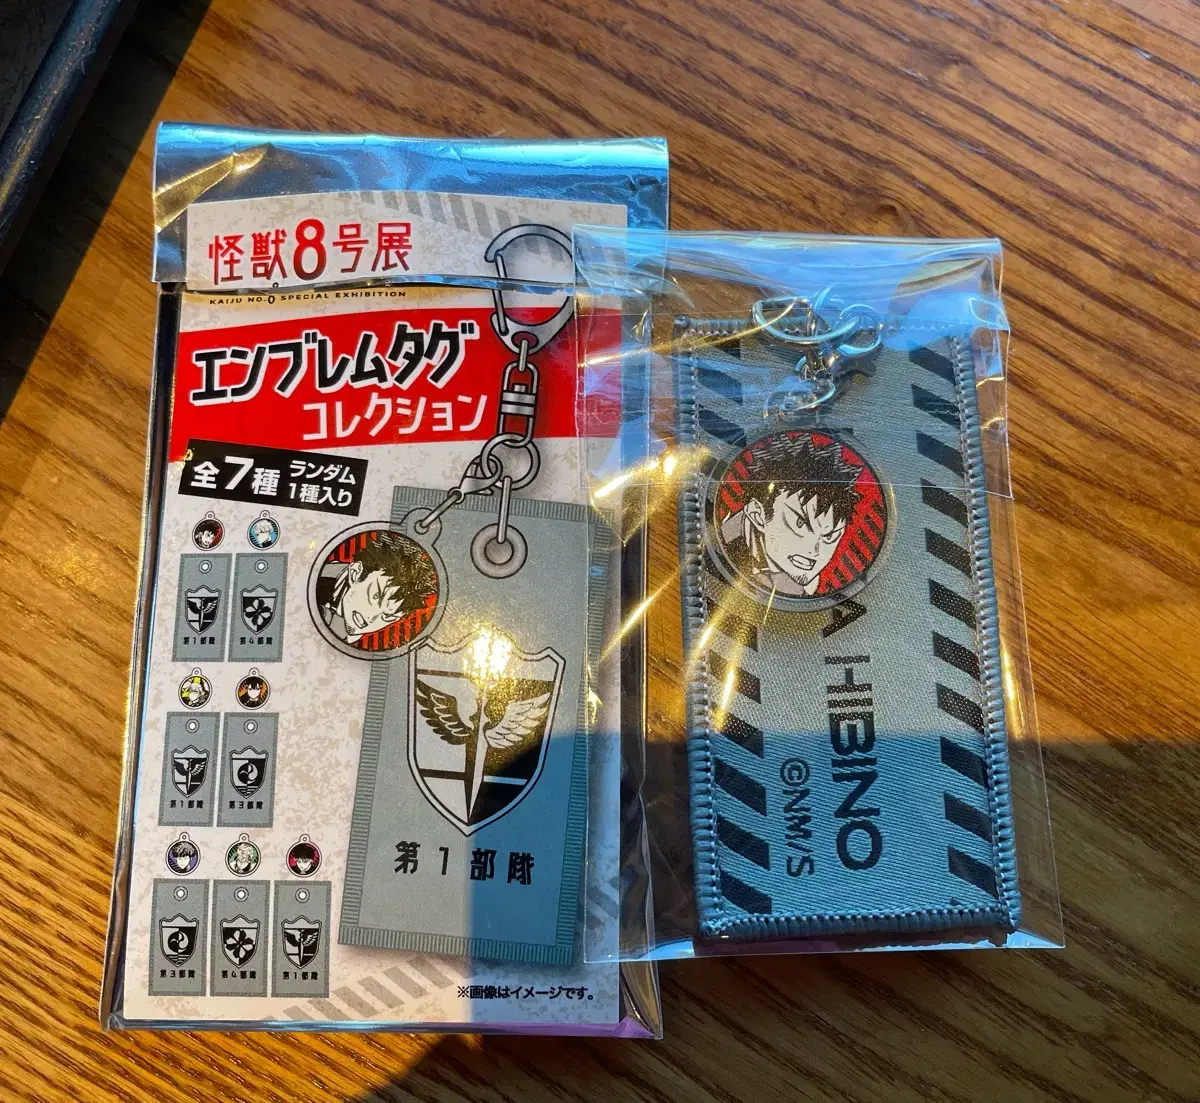 怪獣8号展
KAIJU NO.8 SPECIAL EXHIBITION
エンブレムタグ
コレクション
全7種 ランダム
1種入り
第1部隊
第4部隊
第1部隊
第3部隊
第3部隊
第4部隊
第1部隊
第1部隊
※画像はイメージです。
A HIBINO
©N.M./S